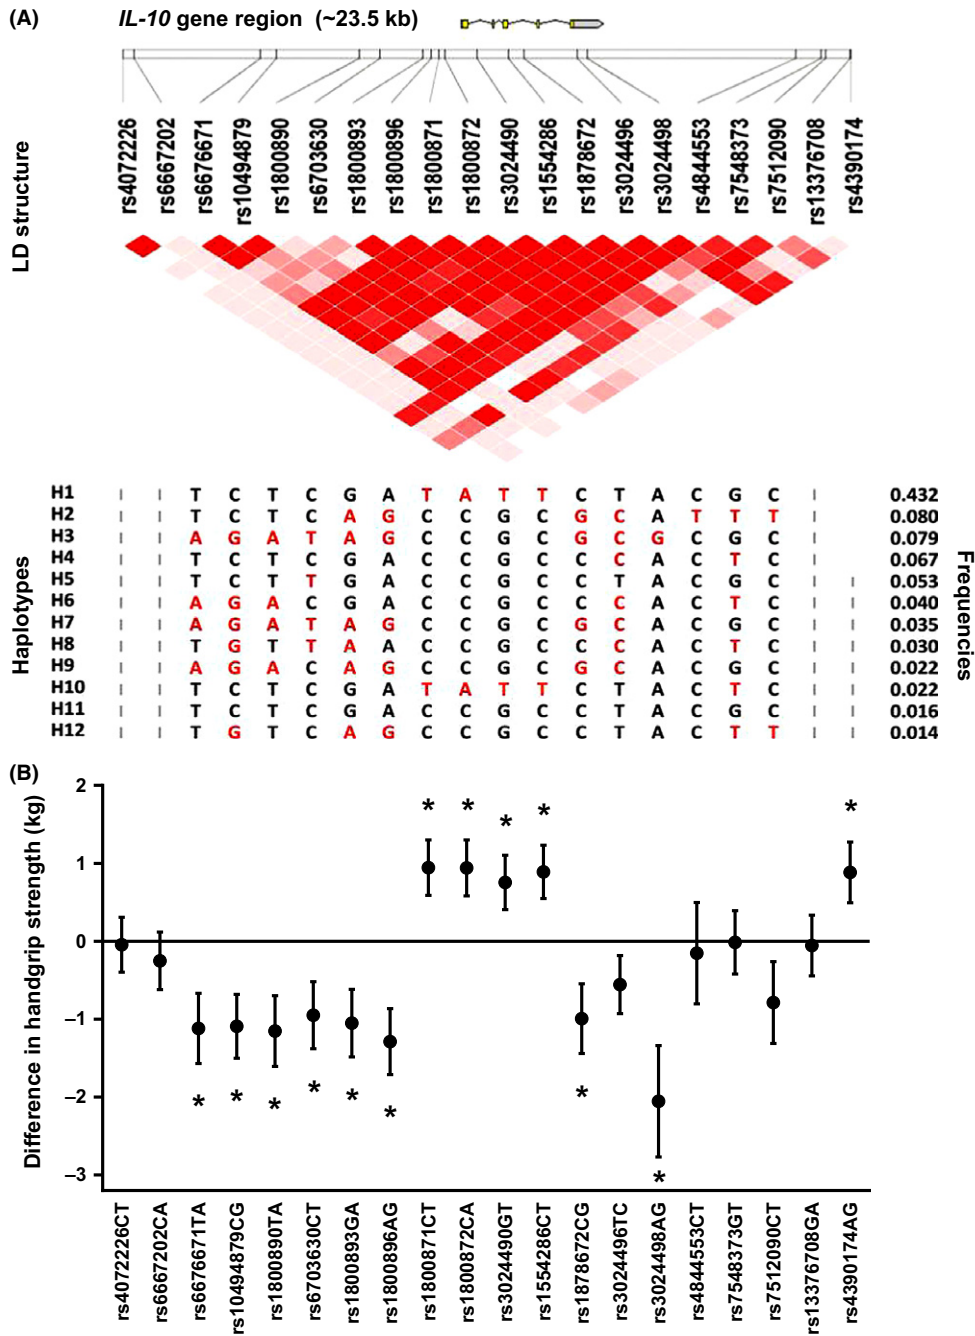 (A)
IL-10 gene region (~23.5 kb)
LD structure
rs4072226
rs6667202
rs6676671
rs10494879
rs1800890
rs6703630
rs1800893
rs1800896
rs1800871
rs1800872
rs3024490
rs1554286
rs1878672
rs3024496
rs3024498
rs4844553
rs7548373
rs7512090
rs13376708
rs4390174
Haplotypes
Frequencies
H1 | | T C T C G A T A T T C T A C G C | 0.432
H2 | | T C T C A G C C G C G C A T T T | 0.080
H3 | | A G A T A G C C G C G C G C G C | 0.079
H4 | | T C T C G A C C G C C C A C T C | 0.067
H5 | | T C T T G A C C G C C T A C G C | | 0.053
H6 | | A G A C G A C C G C C C A C T C | | 0.040
H7 | | A G A T A G C C G C G C A C G C | | 0.035
H8 | | T G T T A A C C G C C C A C T C | | 0.030
H9 | | A G A C A G C C G C G C A C G C | | 0.022
H10 | | T C T C G A T A T T C T A C T C | | 0.022
H11 | | T C T C G A C C G C C T A C G C | | 0.016
H12 | | T G T C A G C C G C C T A C T T | | 0.014
(B)
Difference in handgrip strength (kg)
2
1
0
–1
–2
–3
* * * * *
* * * * * * *
*
rs4072226CT
rs6667202CA
rs6676671TA
rs10494879CG
rs1800890TA
rs6703630CT
rs1800893GA
rs1800896AG
rs1800871CT
rs1800872CA
rs3024490GT
rs1554286CT
rs1878672CG
rs3024496TC
rs3024498AG
rs4844553CT
rs7548373GT
rs7512090CT
rs13376708GA
rs4390174AG